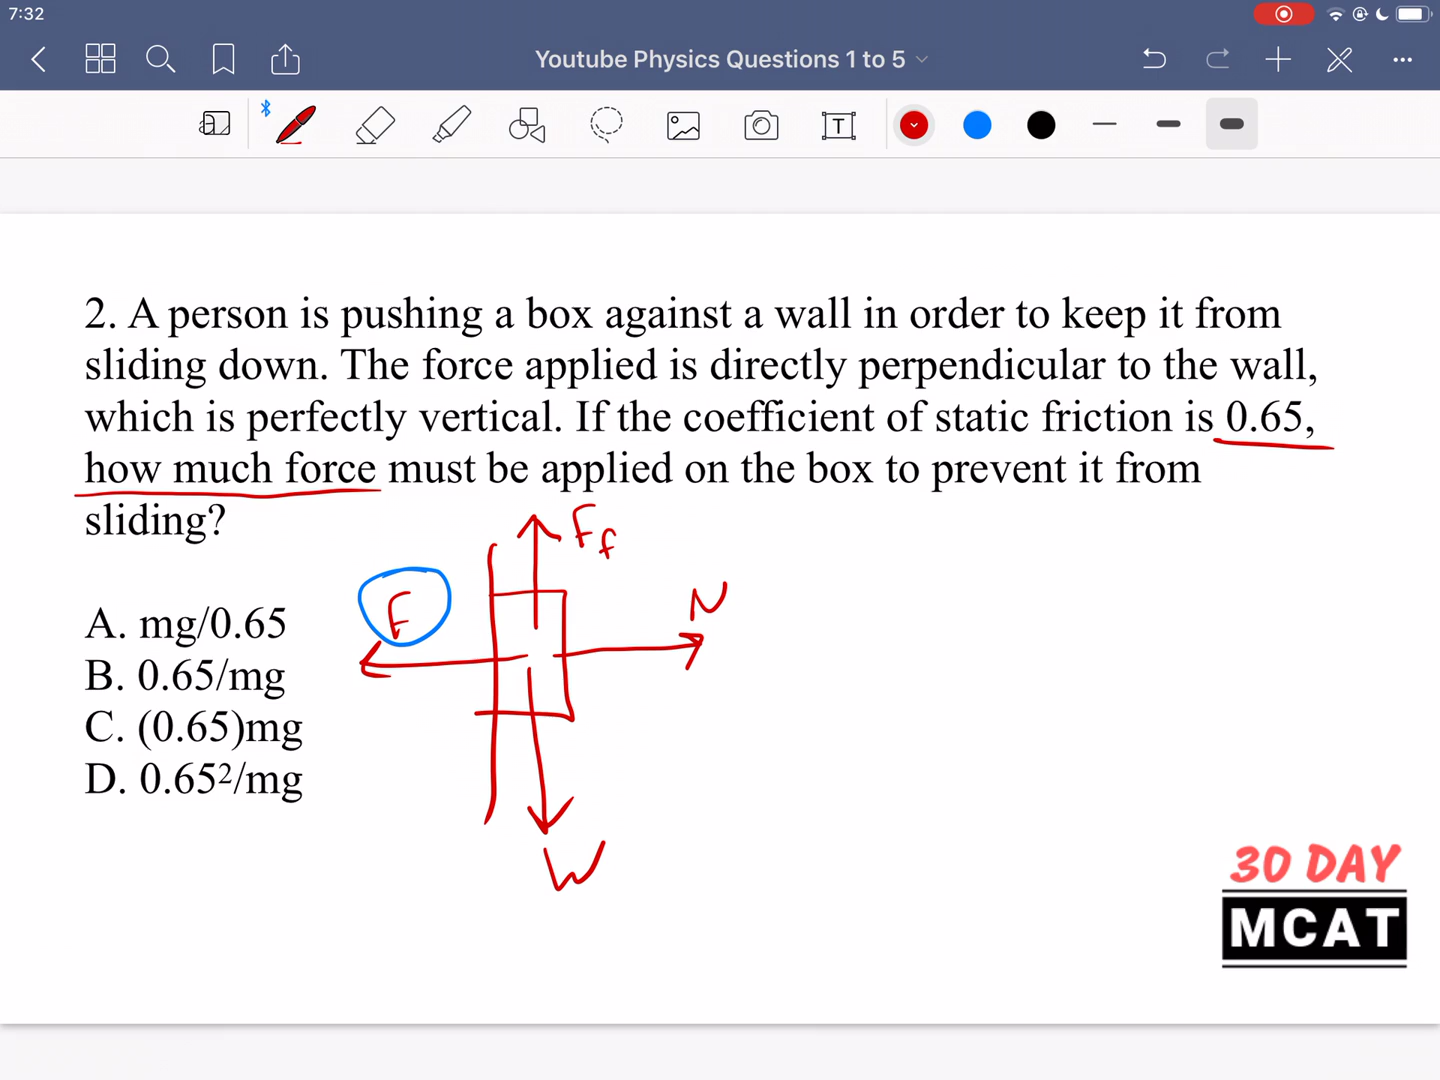 7:32
Youtube Physics Questions 1 to 5
T
2. A person is pushing a box against a wall in order to keep it from
sliding down. The force applied is directly perpendicular to the wall,
which is perfectly vertical. If the coefficient of static friction is 0.65,
how much force must be applied on the box to prevent it from
sliding?
Ff
N
F
A. mg/0.65
B. 0.65/mg
C. (0.65)mg
D. 0.65²/mg
W
30 DAY
MCAT